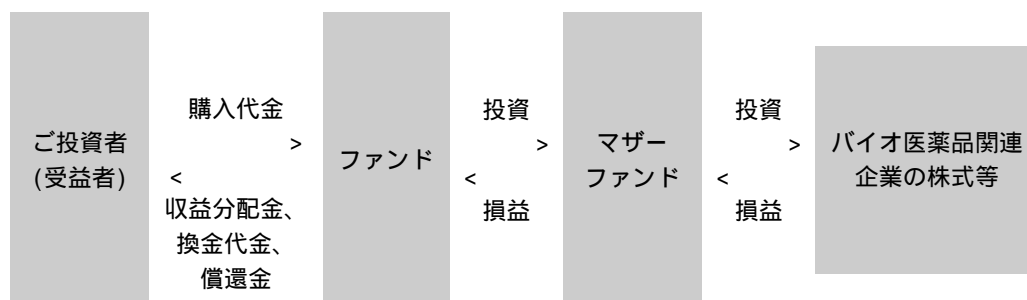 ご投資者
(受益者)
購入代金
>
<
収益分配金、
換金代金、
償還金
ファンド
投資
>
<
損益
マザー
ファンド
投資
>
<
損益
バイオ医薬品関連
企業の株式等